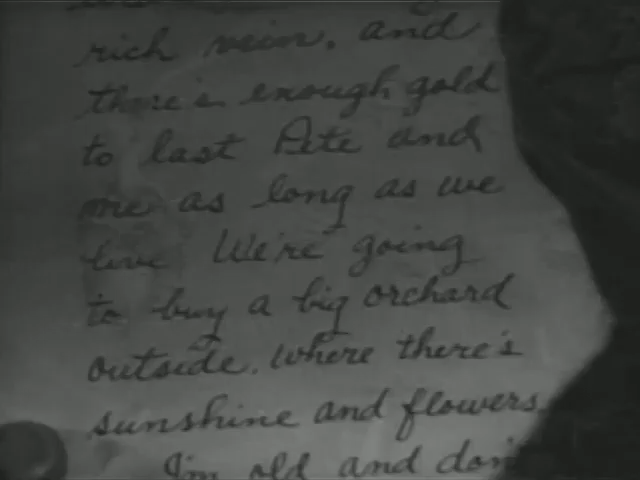 rich vein, and
there's enough gold
to last Pete and
me as long as we
live We're going
to buy a big orchard
outside. Where there's
sunshine and flowers.
I'm old and don